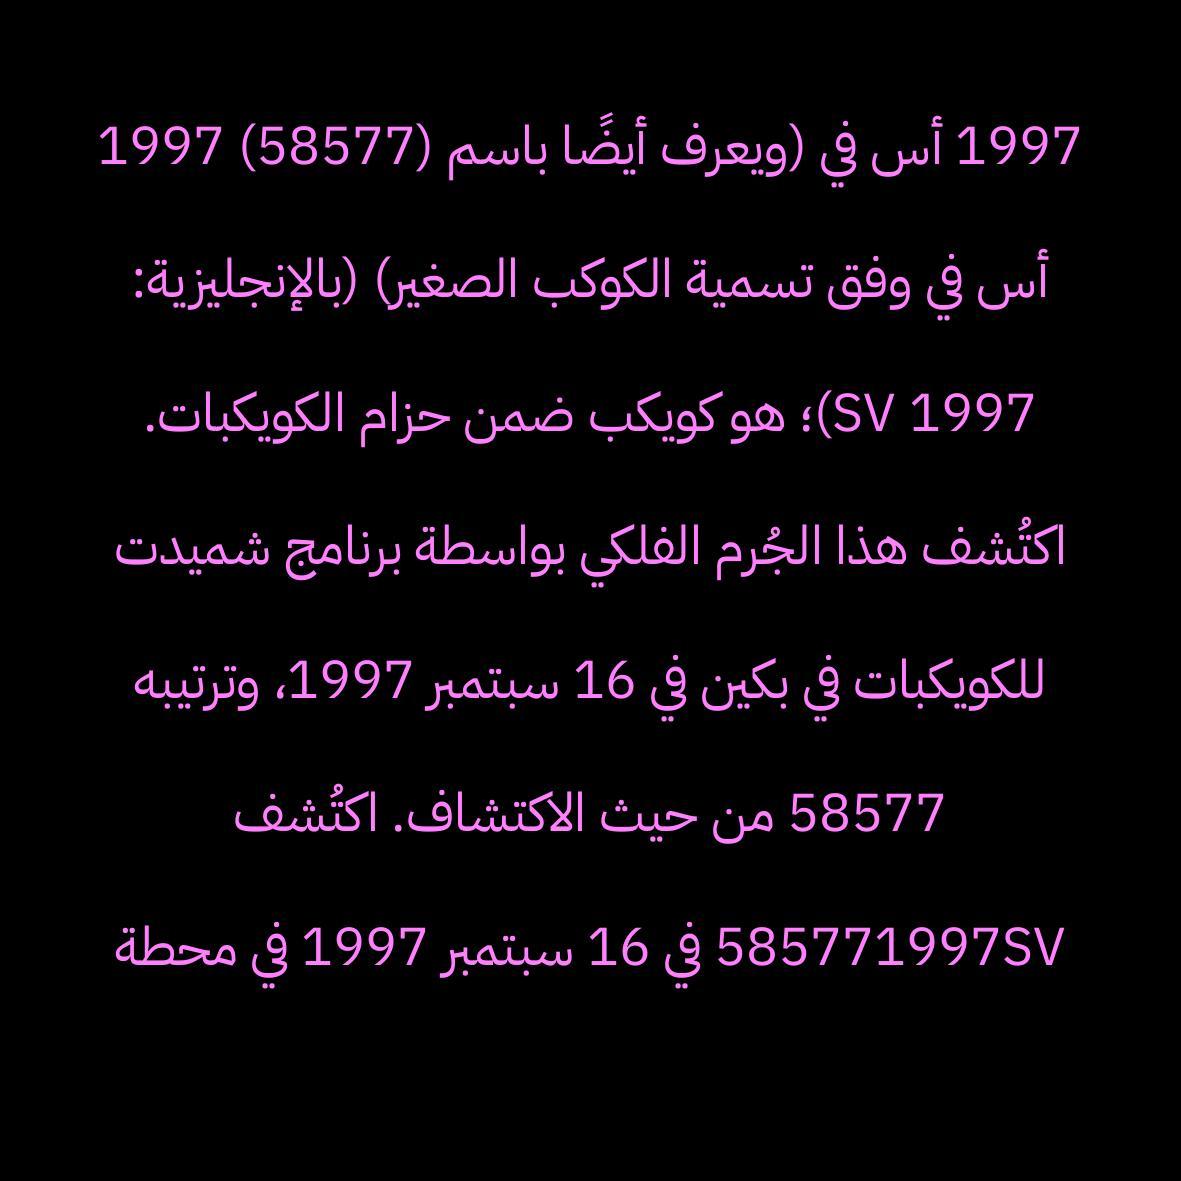 1997 أس في (ويعرف أيضًا باسم (58577) 1997
أس في وفق تسمية الكوكب الصغير) (بالإنجليزية:
1997 SV)؛ هو كويكب ضمن حزام الكويكبات.
اكتُشف هذا الجُرم الفلكي بواسطة برنامج شميدت
للكويكبات في بكين في 16 سبتمبر 1997، وترتيبه
58577 من حيث الاكتشاف. اكتُشف
585771997SV في 16 سبتمبر 1997 في محطة